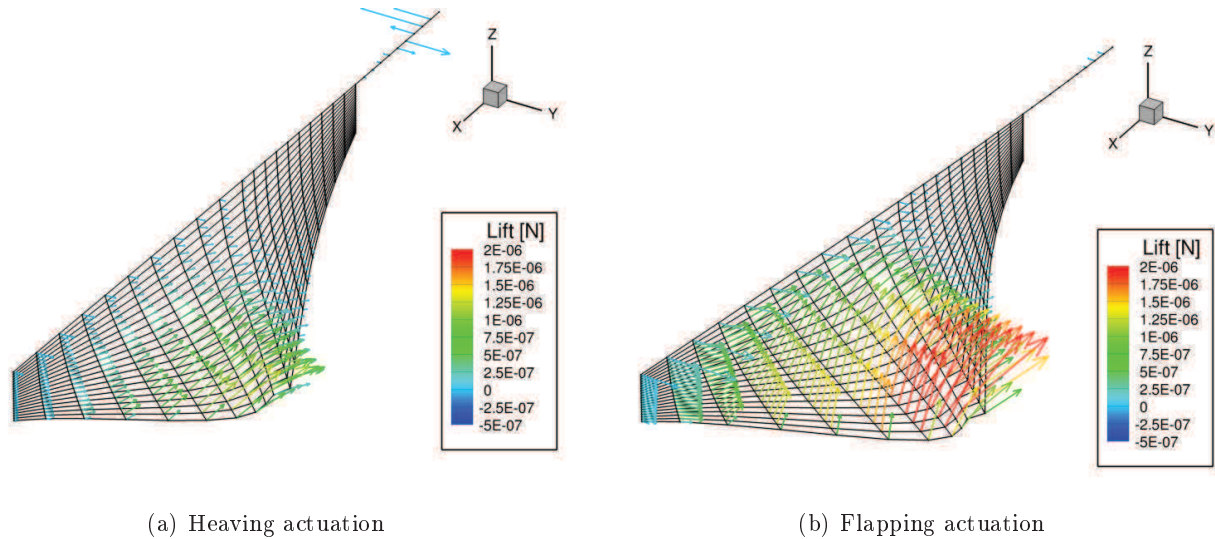 Z
X
Y
Lift [N]
2E-06
1.75E-06
1.5E-06
1.25E-06
1E-06
7.5E-07
5E-07
2.5E-07
0
-2.5E-07
-5E-07
(a) Heaving actuation
Z
X
Y
Lift [N]
2E-06
1.75E-06
1.5E-06
1.25E-06
1E-06
7.5E-07
5E-07
2.5E-07
0
-2.5E-07
-5E-07
(b) Flapping actuation